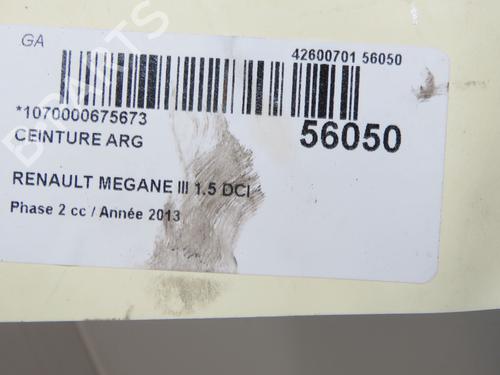 GA
42600701 56050
*1070000675673
56050
CEINTURE ARG
RENAULT MEGANE III 1.5 DCI
Phase 2 cc / Année 2013